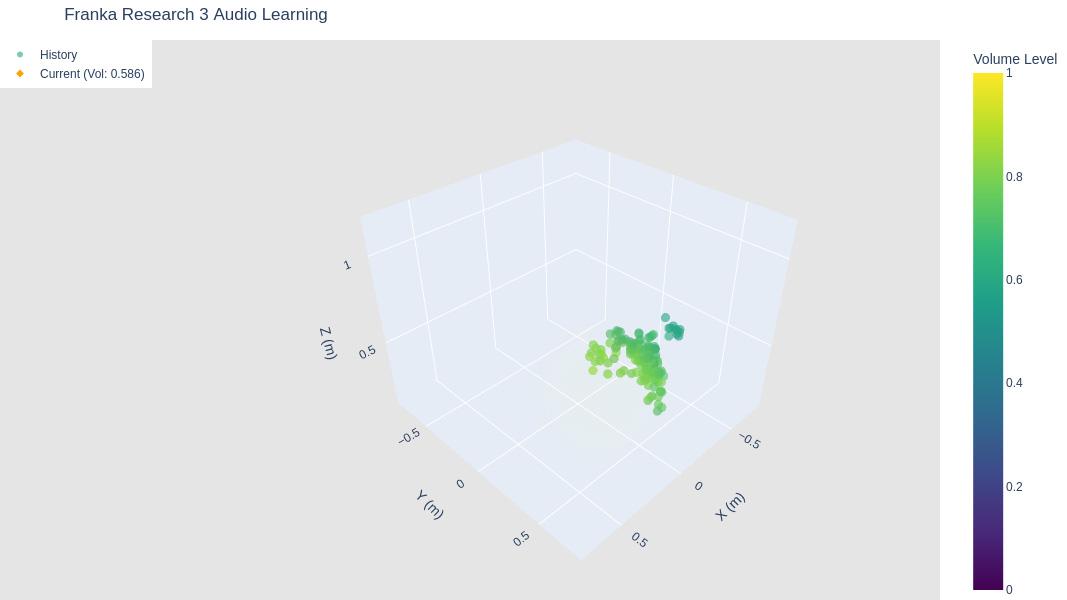 Franka Research 3 Audio Learning
History
Current (Vol: 0.586)
Volume Level
1
0.8
0.6
0.4
0.2
0
1
0.5
Z (m)
−0.5
0
0.5
Y (m)
−0.5
0
0.5
X (m)